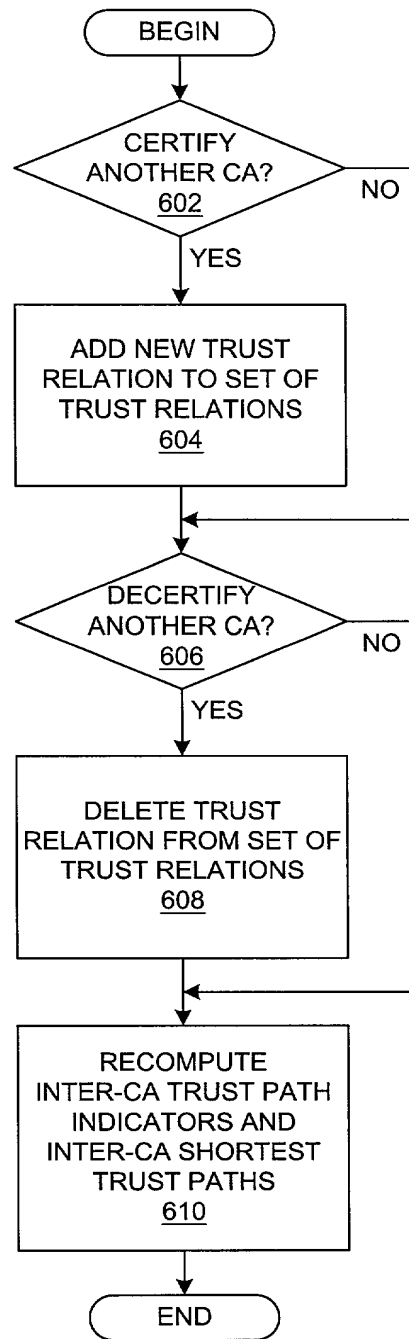 BEGIN
CERTIFY
ANOTHER CA?
602
NO
YES
ADD NEW TRUST
RELATION TO SET OF
TRUST RELATIONS
604
DECERTIFY
ANOTHER CA?
606
NO
YES
DELETE TRUST
RELATION FROM SET OF
TRUST RELATIONS
608
RECOMPUTE
INTER-CA TRUST PATH
INDICATORS AND
INTER-CA SHORTEST
TRUST PATHS
610
END